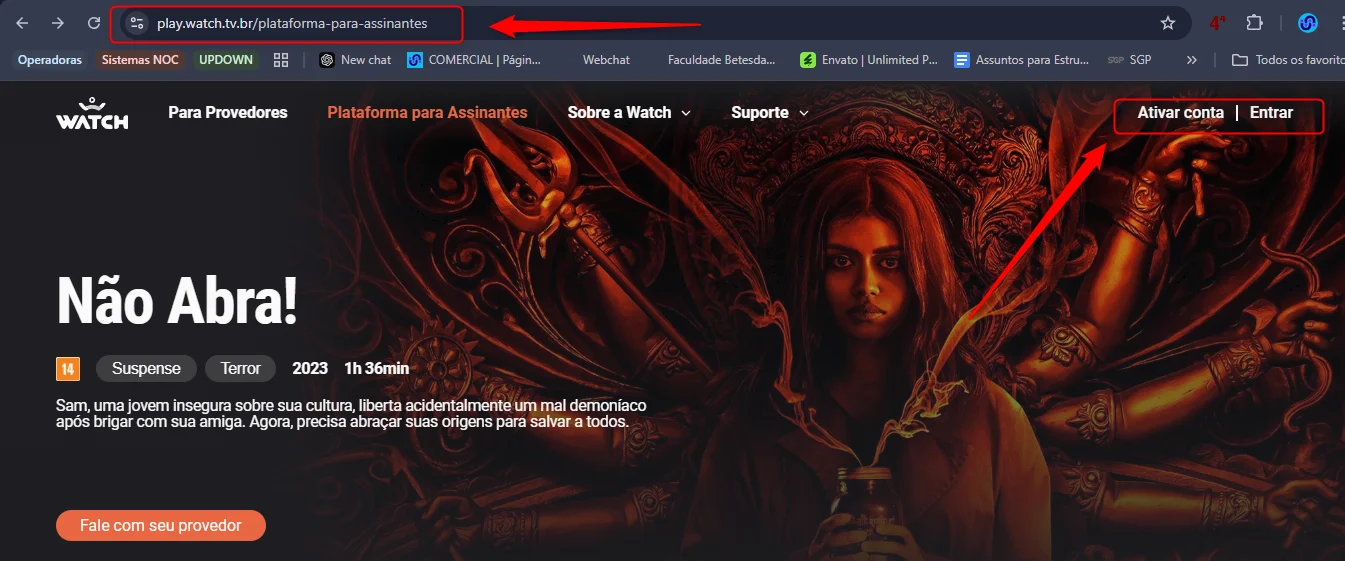 play.watch.tv.br/plataforma-para-assinantes
4ª
Operadoras Sistemas NOC UPDOWN New chat COMERCIAL | Págin... Webchat Faculdade Betesda... Envato | Unlimited P... Assuntos para Estru... SGP SGP » Todos os favorito
WATCH Para Provedores Plataforma para Assinantes Sobre a Watch Suporte Ativar conta | Entrar
Não Abra!
14 Suspense Terror 2023 1h 36min
Sam, uma jovem insegura sobre sua cultura, liberta acidentalmente um mal demoníaco
após brigar com sua amiga. Agora, precisa abraçar suas origens para salvar a todos.
Fale com seu provedor